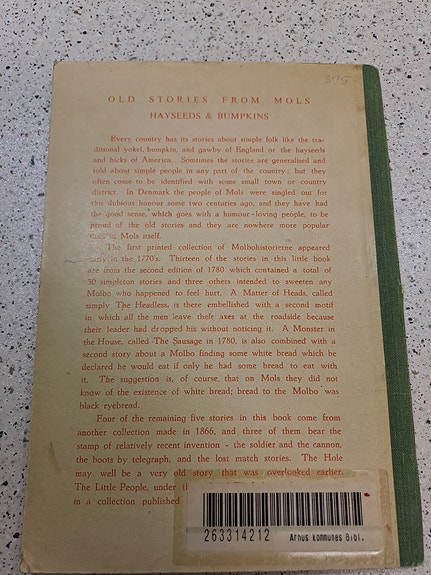 375
OLD STORIES FROM MOLS
HAYSEEDS & BUMPKINS
Every country has its stories about simple folk like the tra-
ditional yokel, bumpkin, and gawby of England or the hayseeds
and hicks of America. Sometimes the stories are generalised and
told about simple people in any part of the country; but they
often come to be identified with some small town or country
district. In Denmark the people of Mols were singled out for
this dubious honour some two centuries ago, and they have had
the good sense, which goes with a humour-loving people, to be
proud of the old stories and they are nowhere more popular
than in Mols itself.
The first printed collection of Molbohistorierne appeared
early in the 1770's. Thirteen of the stories in this little book
are from the second edition of 1780 which contained a total of
30 simpleton stories and three others intended to sweeten any
Molbo who happened to feel hurt. A Matter of Heads, called
simply The Headless, is there embellished with a second motif
in which all the men leave their axes at the roadside because
their leader had dropped his without noticing it. A Monster in
the House, called The Sausage in 1780, is also combined with a
second story about a Molbo finding some white bread which he
declared he would eat if only he had some bread to eat with
it. The suggestion is, of course, that on Mols they did not
know of the existence of white bread; bread to the Molbo was
black ryebread.
Four of the remaining five stories in this book come from
another collection made in 1866, and three of them bear the
stamp of relatively recent invention - the soldier and the cannon,
the boots by telegraph, and the lost match stories. The Hole
may well be a very old story that was overlooked earlier.
The Little People, under th
in a collection published
263314212 Århus kommunes Bibl.